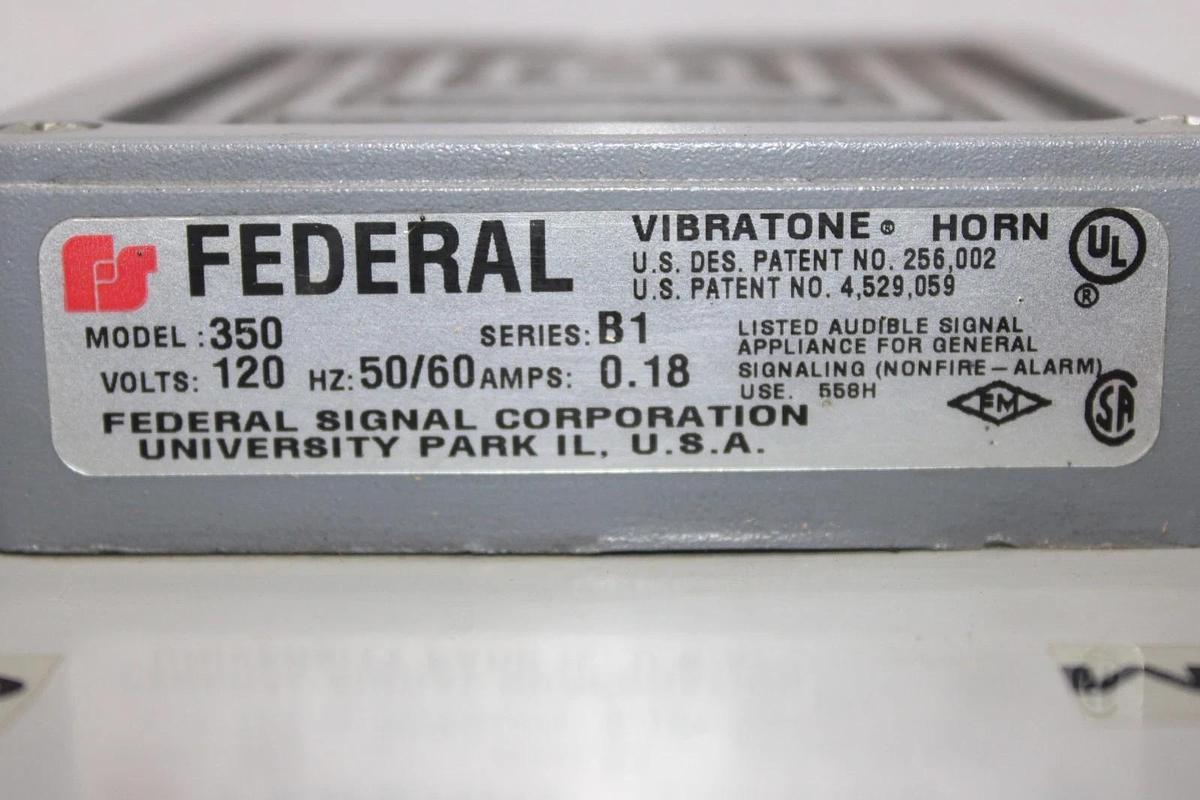 FEDERAL
VIBRATONE® HORN
U.S. DES. PATENT NO. 256,002
U.S. PATENT NO. 4,529,059
UL
®
MODEL : 350 SERIES: B1
VOLTS: 120 HZ: 50/60 AMPS: 0.18
LISTED AUDIBLE SIGNAL
APPLIANCE FOR GENERAL
SIGNALING (NONFIRE – ALARM)
USE. 558H
FM
SA
FEDERAL SIGNAL CORPORATION
UNIVERSITY PARK IL, U.S.A.